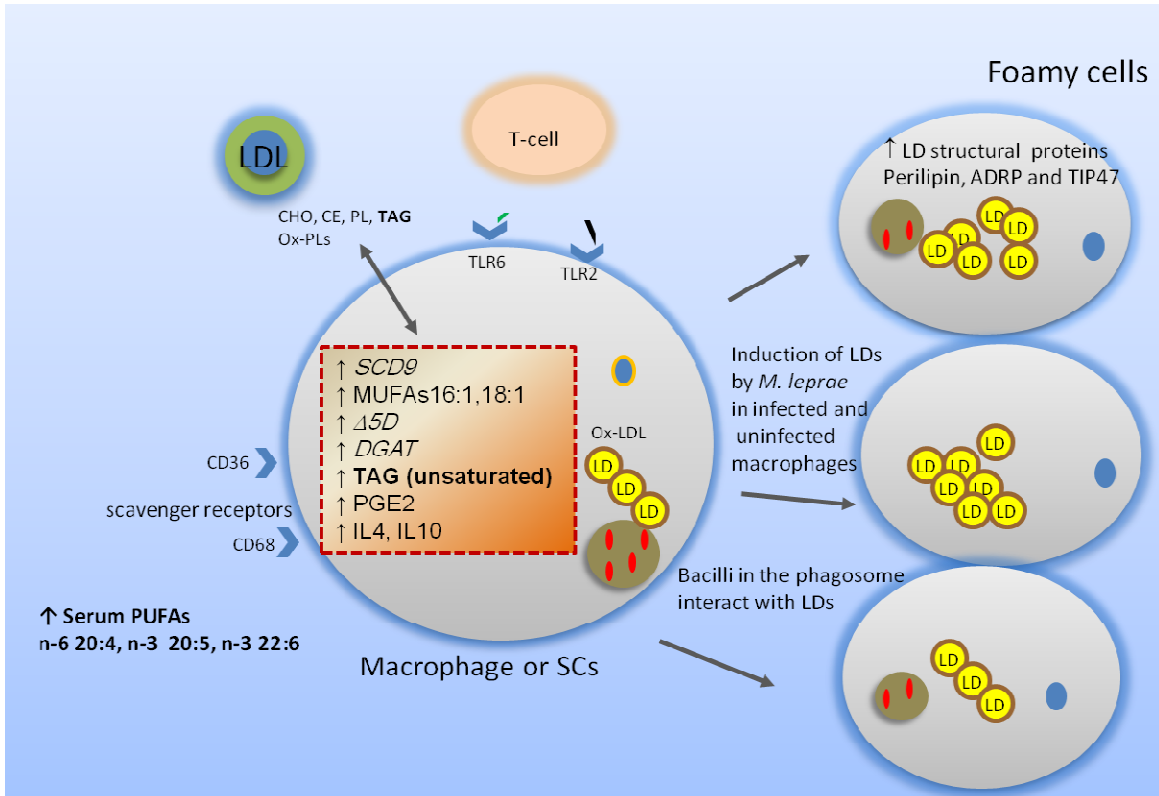 Foamy cells
LDL
T-cell
CHO, CE, PL, TAG
Ox-PLs
TLR6
TLR2
↑ LD structural proteins
Perilipin, ADRP and TIP47
LD
LD
LD
LD
LD
LD
LD
↑ SCD9
↑ MUFAs16:1,18:1
↑ Δ5D
↑ DGAT
↑ TAG (unsaturated)
↑ PGE2
↑ IL4, IL10
Ox-LDL
LD
LD
LD
Induction of LDs
by M. leprae
in infected and
uninfected
macrophages
LD
LD
LD
LD
LD
LD
LD
CD36
scavenger receptors
CD68
Bacilli in the phagosome
interact with LDs
LD
LD
LD
↑ Serum PUFAs
n-6 20:4, n-3 20:5, n-3 22:6
Macrophage or SCs